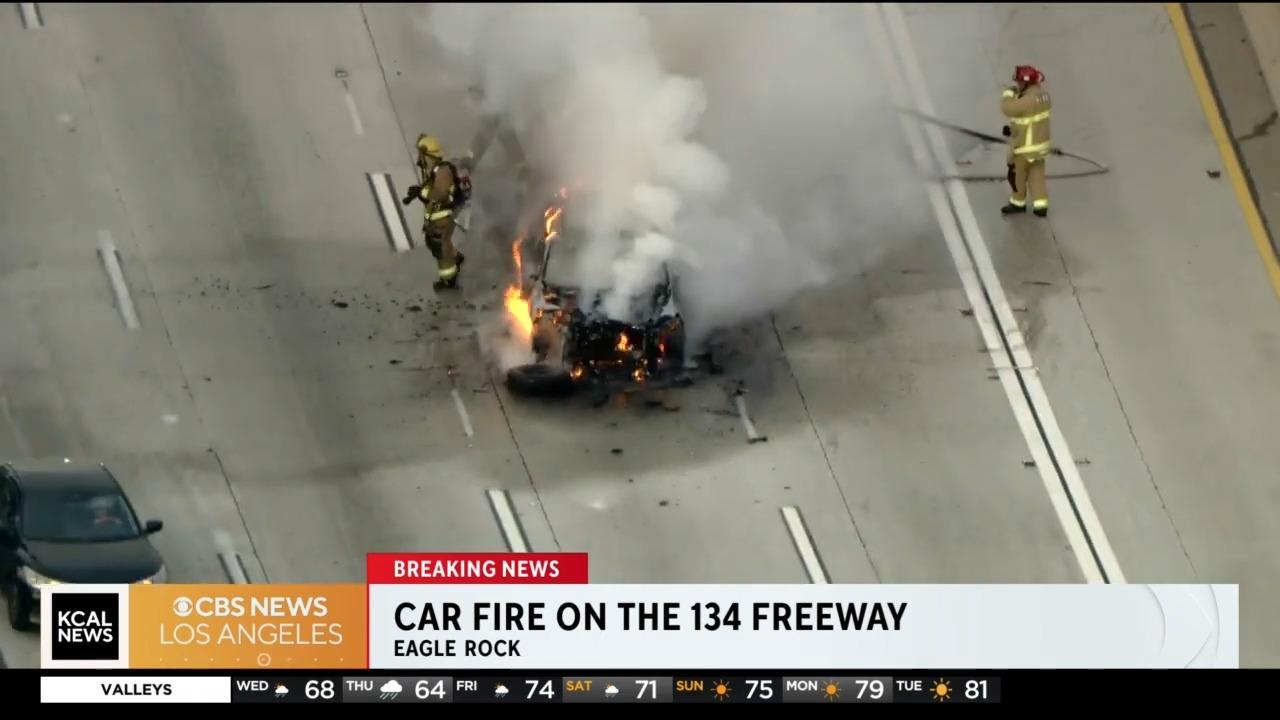 BREAKING NEWS
KCAL
NEWS
CBS NEWS
LOS ANGELES
CAR FIRE ON THE 134 FREEWAY
EAGLE ROCK
VALLEYS WED 68 THU 64 FRI 74 SAT 71 SUN 75 MON 79 TUE 81